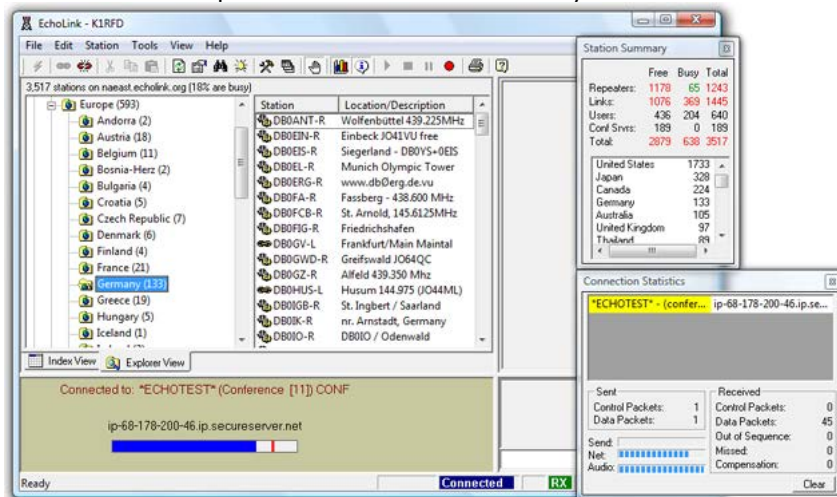 EchoLink - K1RFD
File Edit Station Tools View Help
3,517 stations on naeast.echolink.org (18% are busy)
Europe (593)
Andorra (2)
Austria (18)
Belgium (11)
Bosnia-Herz (2)
Bulgaria (4)
Croatia (5)
Czech Republic (7)
Denmark (6)
Finland (4)
France (21)
Germany (133)
Greece (19)
Hungary (5)
Iceland (1)
Station Location/Description
DB0ANT-R Wolfenbüttel 439.225MHz
DB0EIN-R Einbeck JO41VU free
DB0EIS-R Siegerland - DB0YS+0EIS
DB0EL-R Munich Olympic Tower
DB0ERG-R www.dbØerg.de.vu
DB0FA-R Fassberg - 438.600 MHz
DB0FCB-R St. Arnold, 145.6125MHz
DB0FIG-R Friedrichshafen
DB0GV-L Frankfurt/Main Maintal
DB0GWD-R Greifswald JO64QC
DB0GZ-R Alfeld 439.350 Mhz
DB0HUS-L Husum 144.975 (JO44ML)
DB0IGB-R St. Ingbert / Saarland
DB0IK-R nr. Arnstadt, Germany
DB0IO-R DB0IO / Odenwald
Index View Explorer View
Connected to: *ECHOTEST* (Conference [11]) CONF
ip-68-178-200-46.ip.secureserver.net
Ready Connected RX
Station Summary
Free Busy Total
Repeaters: 1178 65 1243
Links: 1076 369 1445
Users: 436 204 640
Conf Srvrs: 189 0 189
Total: 2879 638 3517
United States 1733
Japan 328
Canada 224
Germany 133
Australia 105
United Kingdom 97
Thailand 89
Connection Statistics
*ECHOTEST* - (confer... ip-68-178-200-46.ip.se...
Sent
Control Packets: 1
Data Packets: 1
Send:
Net:
Audio:
Received
Control Packets: 0
Data Packets: 45
Out of Sequence: 0
Missed: 0
Compensation: 0
Clear